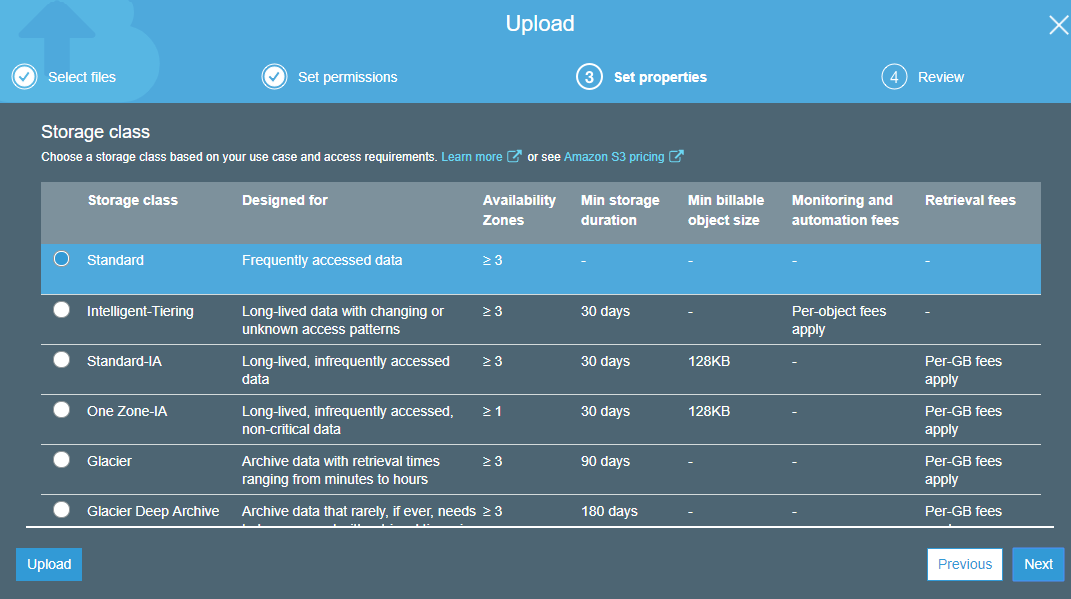 Upload
Select files
Set permissions
3 Set properties
4 Review
Storage class
Choose a storage class based on your use case and access requirements. Learn more or see Amazon S3 pricing
Storage class Designed for Availability Zones Min storage duration Min billable object size Monitoring and automation fees Retrieval fees
Standard Frequently accessed data ≥ 3 - - - -
Intelligent-Tiering Long-lived data with changing or unknown access patterns ≥ 3 30 days - Per-object fees apply -
Standard-IA Long-lived, infrequently accessed data ≥ 3 30 days 128KB - Per-GB fees apply
One Zone-IA Long-lived, infrequently accessed, non-critical data ≥ 1 30 days 128KB - Per-GB fees apply
Glacier Archive data with retrieval times ranging from minutes to hours ≥ 3 90 days - - Per-GB fees apply
Glacier Deep Archive Archive data that rarely, if ever, needs ≥ 3 180 days - - Per-GB fees
Upload Previous Next